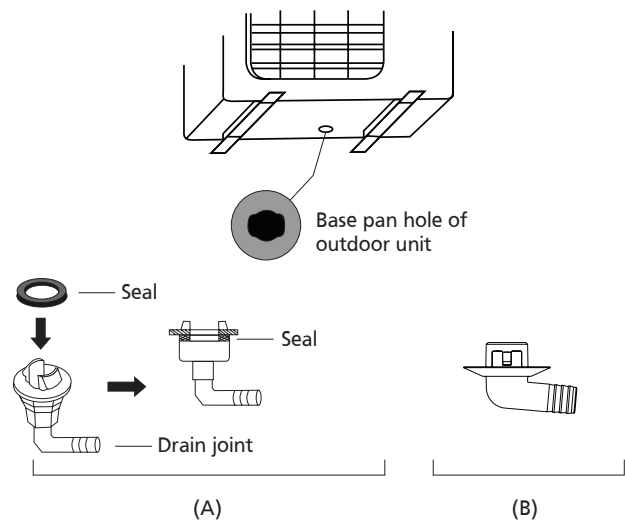 Base pan hole of
outdoor unit
Seal
Seal
Drain joint
(A)
(B)